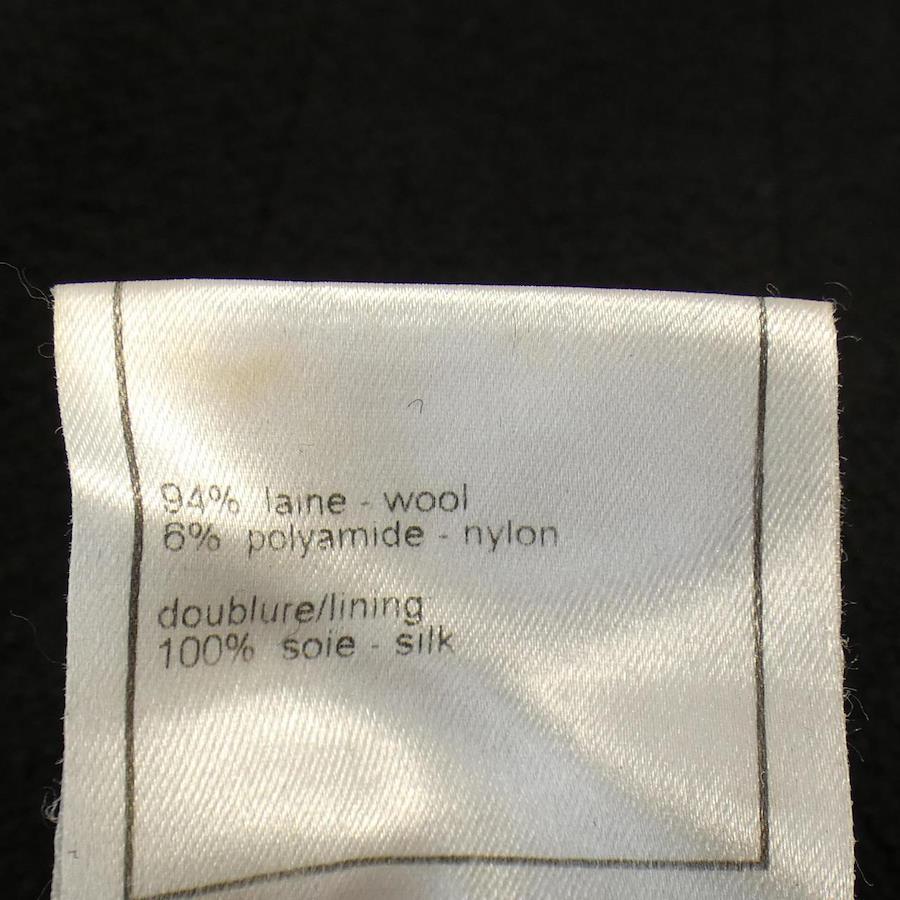 94% laine - wool
6% polyamide - nylon
doublure/lining
100% soie - silk